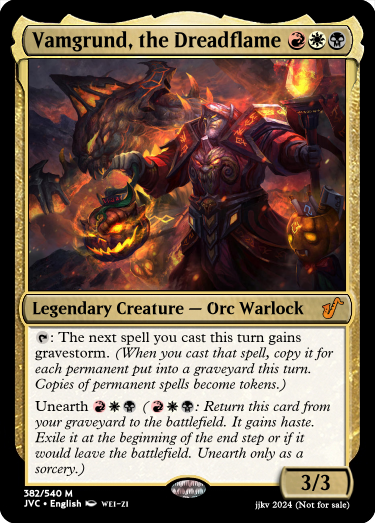 Vamgrund, the Dreadflame
Legendary Creature — Orc Warlock
: The next spell you cast this turn gains
gravestorm. (When you cast that spell, copy it for
each permanent put into a graveyard this turn.
Copies of permanent spells become tokens.)
Unearth ( : Return this card from
your graveyard to the battlefield. It gains haste.
Exile it at the beginning of the end step or if it
would leave the battlefield. Unearth only as a
sorcery.)
3/3
382/540 M
JVC • English WEI-ZI
jjkv 2024 (Not for sale)